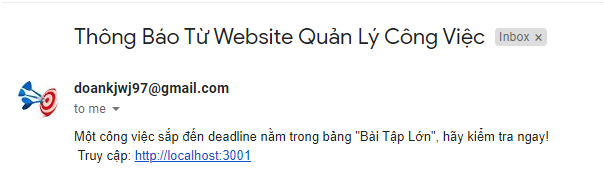 Thông Báo Từ Website Quản Lý Công Việc Inbox ×
doankjwj97@gmail.com
to me
Một công việc sắp đến deadline nằm trong bảng "Bài Tập Lớn", hãy kiểm tra ngay!
Truy cập: http://localhost:3001